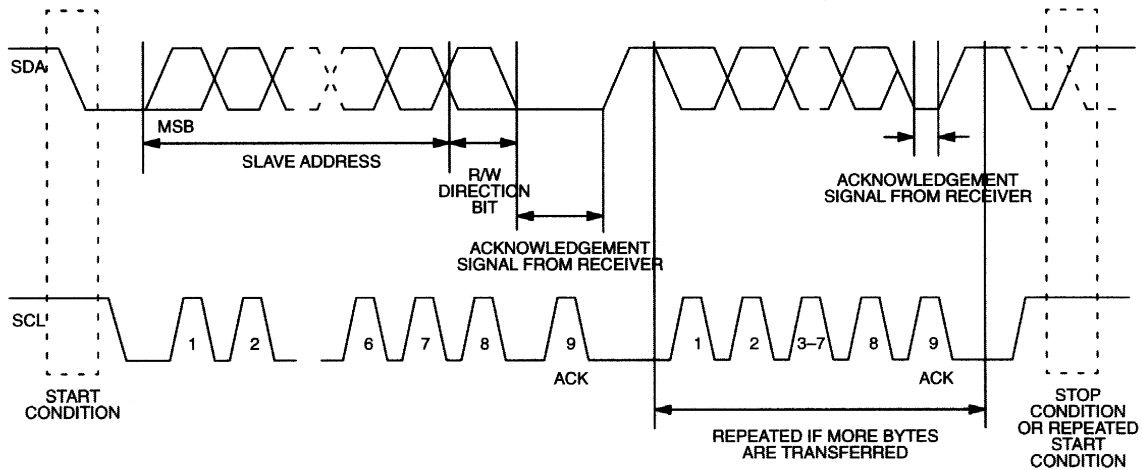 SDA
MSB
SLAVE ADDRESS
R/W
DIRECTION
BIT
ACKNOWLEDGEMENT
SIGNAL FROM RECEIVER
ACKNOWLEDGEMENT
SIGNAL FROM RECEIVER
SCL
1
2
6
7
8
9
1
2
3–7
8
9
ACK
ACK
START
CONDITION
REPEATED IF MORE BYTES
ARE TRANSFERRED
STOP
CONDITION
OR REPEATED
START
CONDITION